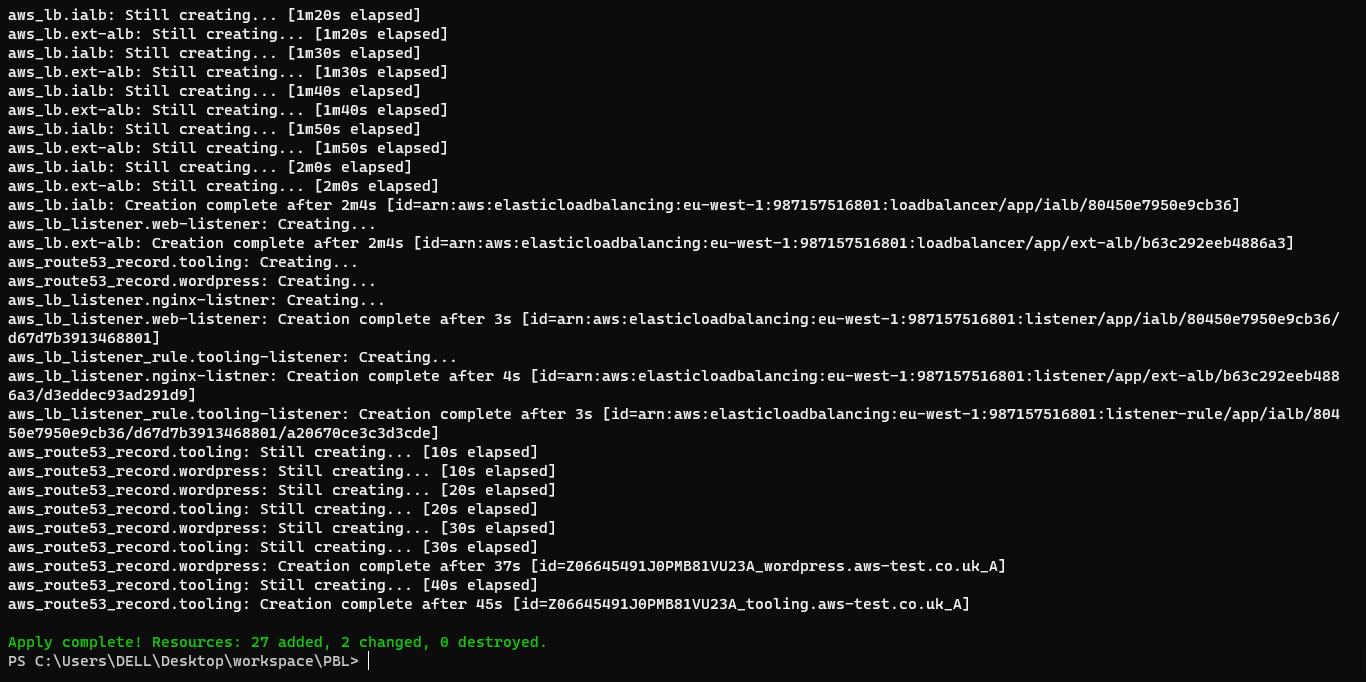 aws_lb.ialb: Still creating... [1m20s elapsed]
aws_lb.ext-alb: Still creating... [1m20s elapsed]
aws_lb.ialb: Still creating... [1m30s elapsed]
aws_lb.ext-alb: Still creating... [1m30s elapsed]
aws_lb.ialb: Still creating... [1m40s elapsed]
aws_lb.ext-alb: Still creating... [1m40s elapsed]
aws_lb.ialb: Still creating... [1m50s elapsed]
aws_lb.ext-alb: Still creating... [1m50s elapsed]
aws_lb.ialb: Still creating... [2m0s elapsed]
aws_lb.ext-alb: Still creating... [2m0s elapsed]
aws_lb.ialb: Creation complete after 2m4s [id=arn:aws:elasticloadbalancing:eu-west-1:987157516801:loadbalancer/app/ialb/80450e7950e9cb36]
aws_lb_listener.web-listener: Creating...
aws_lb.ext-alb: Creation complete after 2m4s [id=arn:aws:elasticloadbalancing:eu-west-1:987157516801:loadbalancer/app/ext-alb/b63c292eeb4886a3]
aws_route53_record.tooling: Creating...
aws_route53_record.wordpress: Creating...
aws_lb_listener.nginx-listner: Creating...
aws_lb_listener.web-listener: Creation complete after 3s [id=arn:aws:elasticloadbalancing:eu-west-1:987157516801:listener/app/ialb/80450e7950e9cb36/
d67d7b3913468801]
aws_lb_listener_rule.tooling-listener: Creating...
aws_lb_listener.nginx-listner: Creation complete after 4s [id=arn:aws:elasticloadbalancing:eu-west-1:987157516801:listener/app/ext-alb/b63c292eeb488
6a3/d3eddec93ad291d9]
aws_lb_listener_rule.tooling-listener: Creation complete after 3s [id=arn:aws:elasticloadbalancing:eu-west-1:987157516801:listener-rule/app/ialb/804
50e7950e9cb36/d67d7b3913468801/a20670ce3c3d3cde]
aws_route53_record.tooling: Still creating... [10s elapsed]
aws_route53_record.wordpress: Still creating... [10s elapsed]
aws_route53_record.wordpress: Still creating... [20s elapsed]
aws_route53_record.tooling: Still creating... [20s elapsed]
aws_route53_record.wordpress: Still creating... [30s elapsed]
aws_route53_record.tooling: Still creating... [30s elapsed]
aws_route53_record.wordpress: Creation complete after 37s [id=Z06645491J0PMB81VU23A_wordpress.aws-test.co.uk_A]
aws_route53_record.tooling: Still creating... [40s elapsed]
aws_route53_record.tooling: Creation complete after 45s [id=Z06645491J0PMB81VU23A_tooling.aws-test.co.uk_A]
Apply complete! Resources: 27 added, 2 changed, 0 destroyed.
PS C:\Users\DELL\Desktop\workspace\PBL>